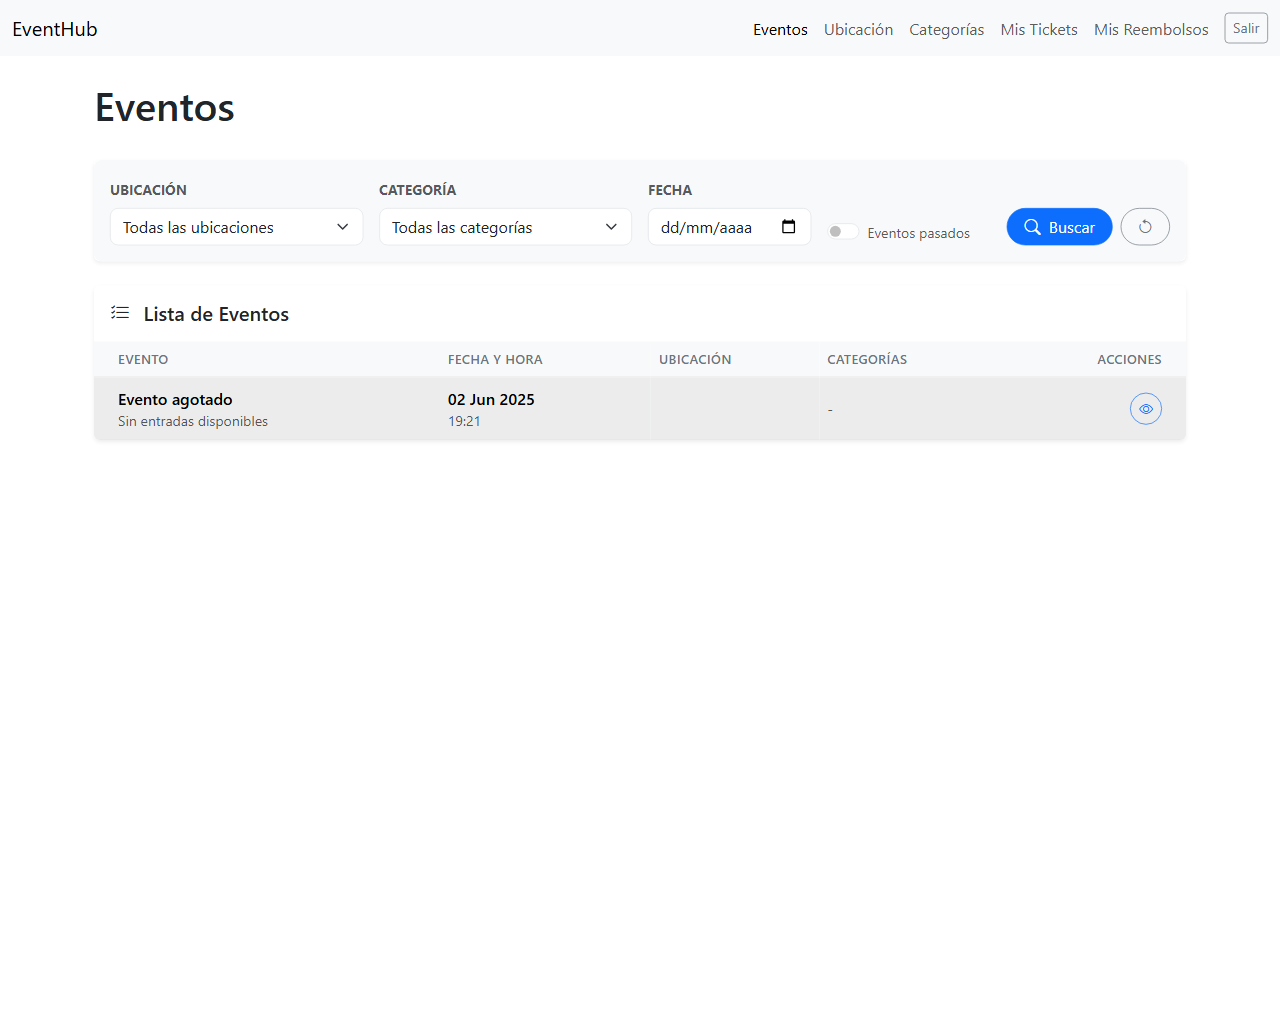 EventHub Eventos Ubicación Categorías Mis Tickets Mis Reembolsos Salir
Eventos
UBICACIÓN CATEGORÍA FECHA
Todas las ubicaciones Todas las categorías dd/mm/aaaa Eventos pasados Buscar
Lista de Eventos
EVENTO FECHA Y HORA UBICACIÓN CATEGORÍAS ACCIONES
Evento agotado 02 Jun 2025 -
Sin entradas disponibles 19:21